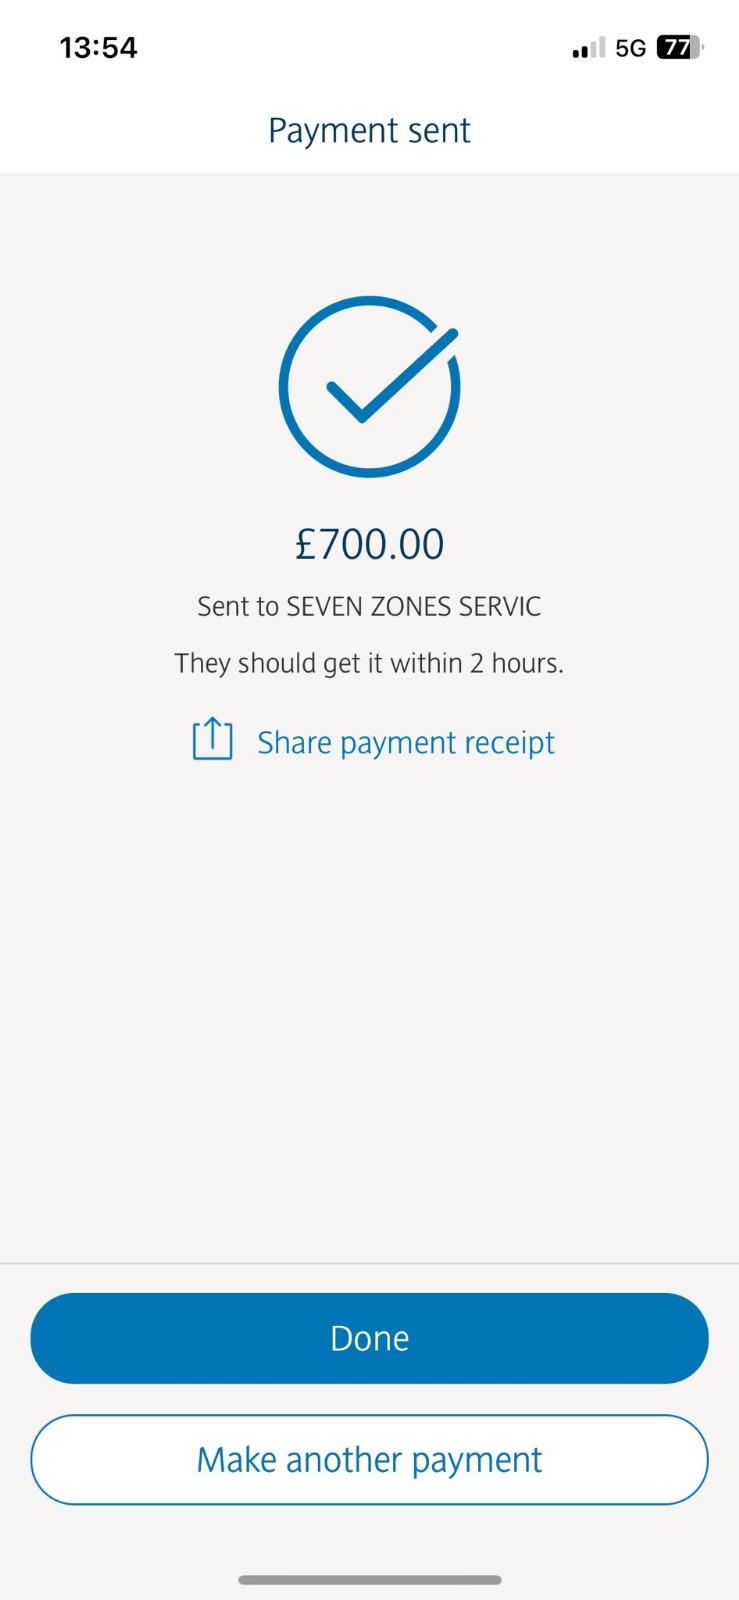 13:54
5G
77
Payment sent
£700.00
Sent to SEVEN ZONES SERVIC
They should get it within 2 hours.
Share payment receipt
Done
Make another payment